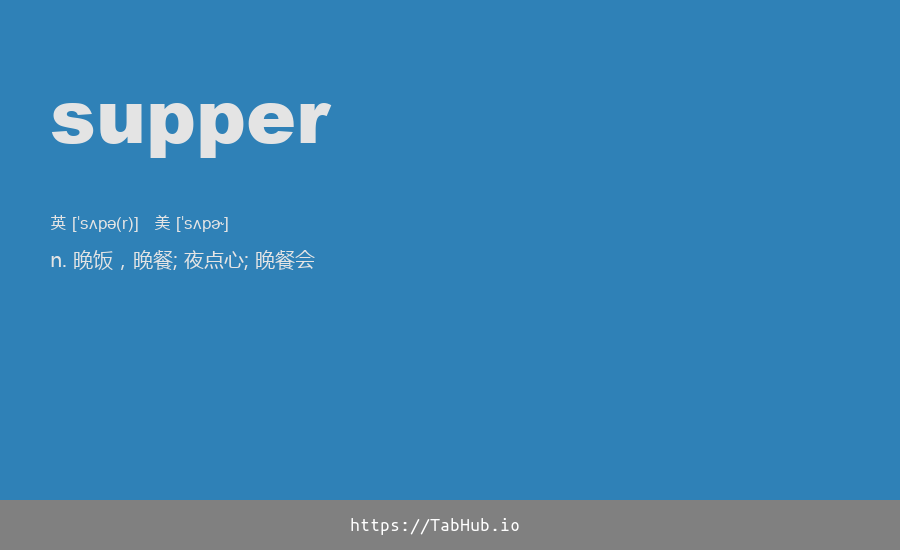 supper
英 [ˈsʌpə(r)] 美 [ˈsʌpɚ]
n. 晚饭，晚餐; 夜点心; 晚餐会
https://TabHub.io